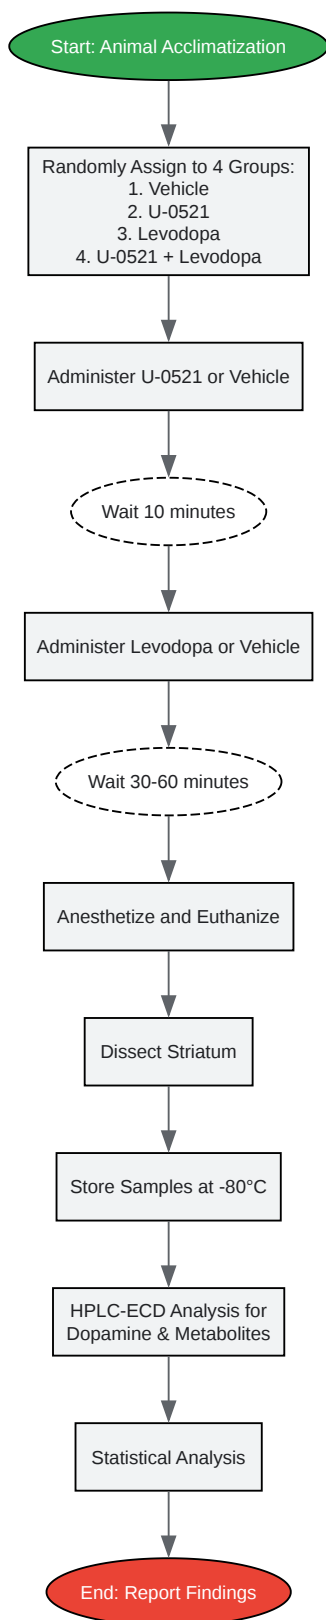 Start: Animal Acclimatization
Randomly Assign to 4 Groups:
1. Vehicle
2. U-0521
3. Levodopa
4. U-0521 + Levodopa
Administer U-0521 or Vehicle
Wait 10 minutes
Administer Levodopa or Vehicle
Wait 30-60 minutes
Anesthetize and Euthanize
Dissect Striatum
Store Samples at -80°C
HPLC-ECD Analysis for
Dopamine & Metabolites
Statistical Analysis
End: Report Findings